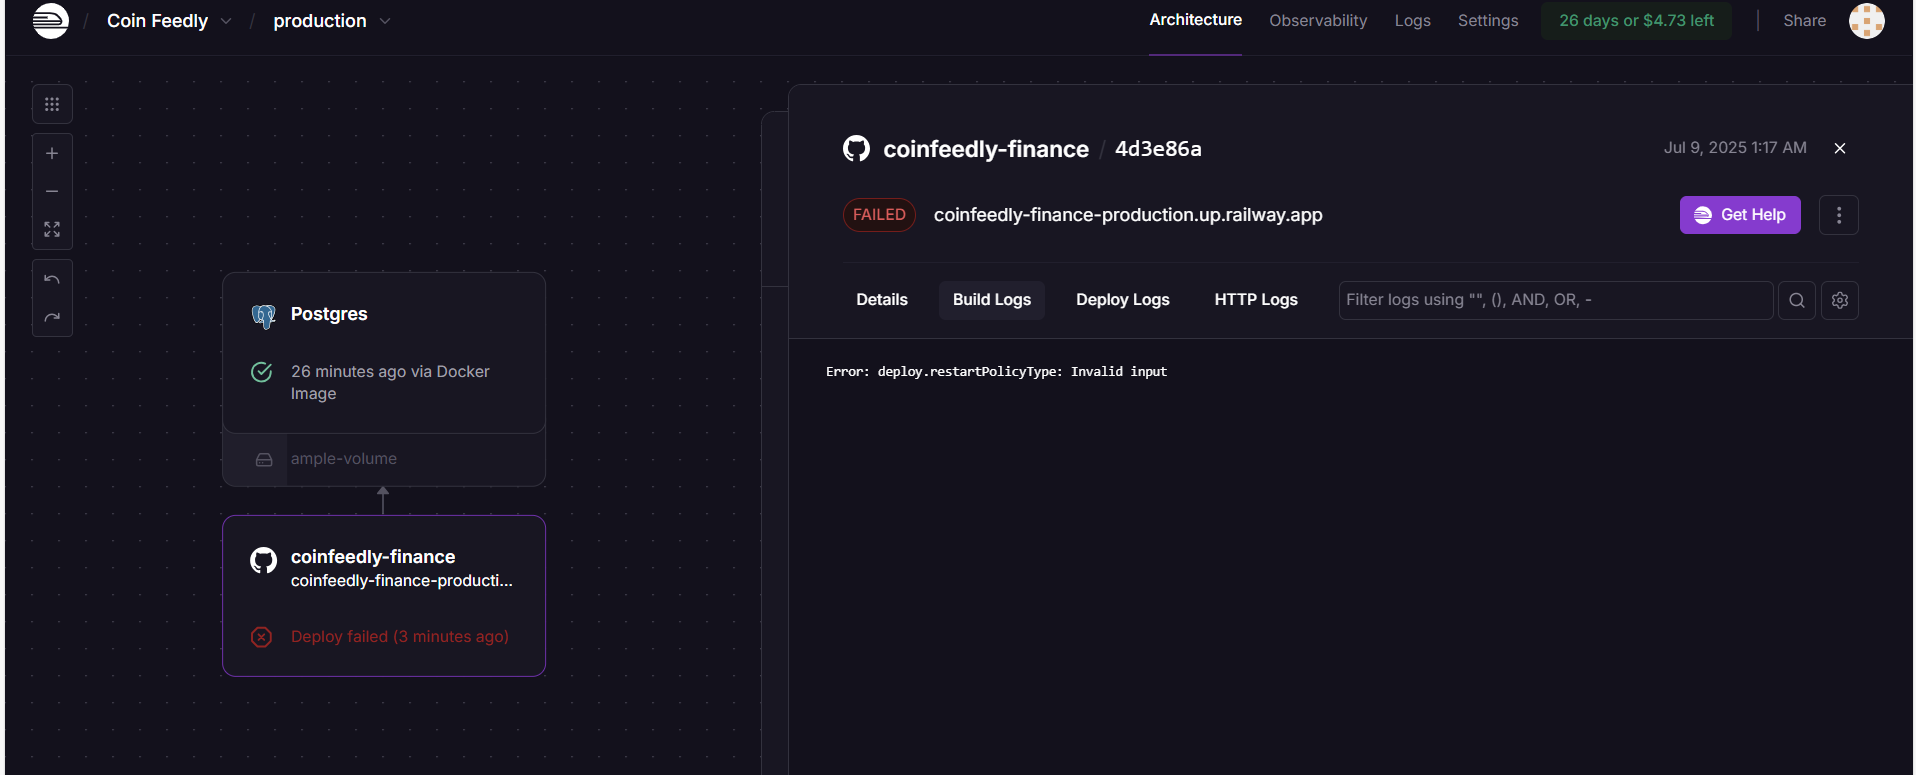 / Coin Feedly / production
Architecture Observability Logs Settings 26 days or $4.73 left Share
coinfeedly-finance / 4d3e86a
Jul 9, 2025 1:17 AM
FAILED coinfeedly-finance-production.up.railway.app
Get Help
Details Build Logs Deploy Logs HTTP Logs Filter logs using "", (), AND, OR, -
Error: deploy.restartPolicyType: Invalid input
Postgres
26 minutes ago via Docker
Image
ample-volume
coinfeedly-finance
coinfeedly-finance-producti...
Deploy failed (3 minutes ago)